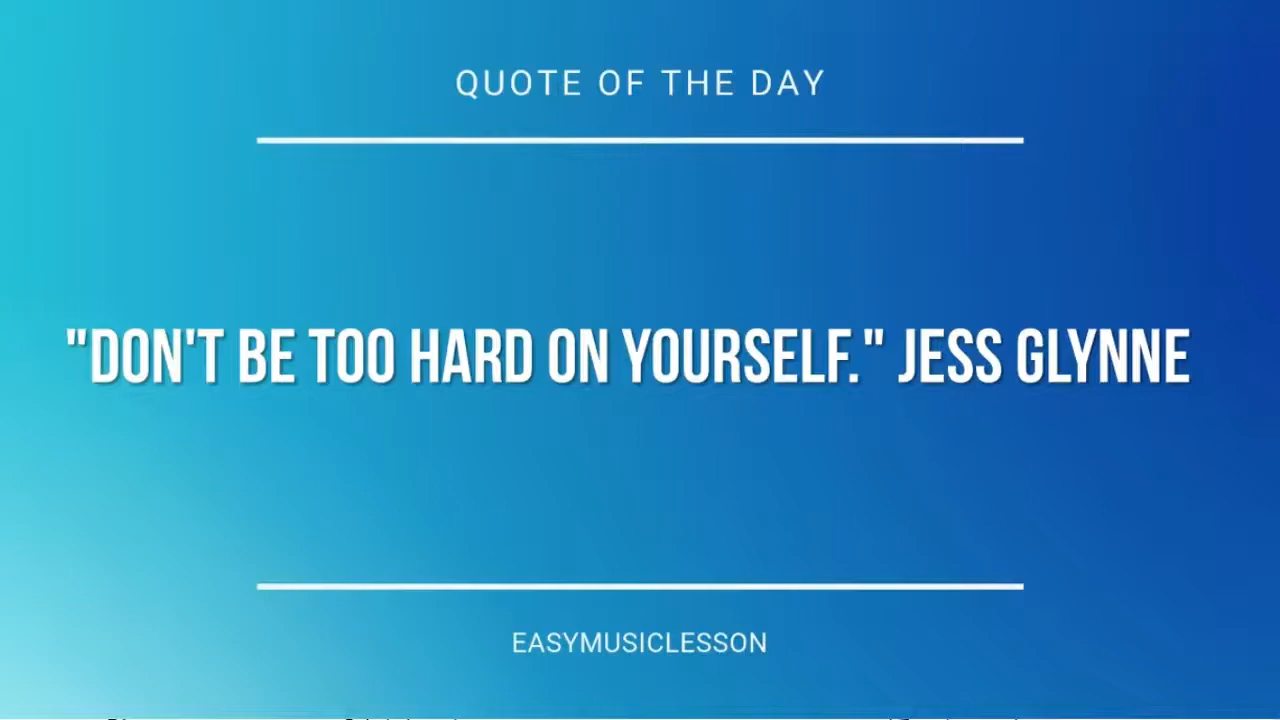 QUOTE OF THE DAY
"DON'T BE TOO HARD ON YOURSELF." JESS GLYNNE
EASYMUSICLESSON